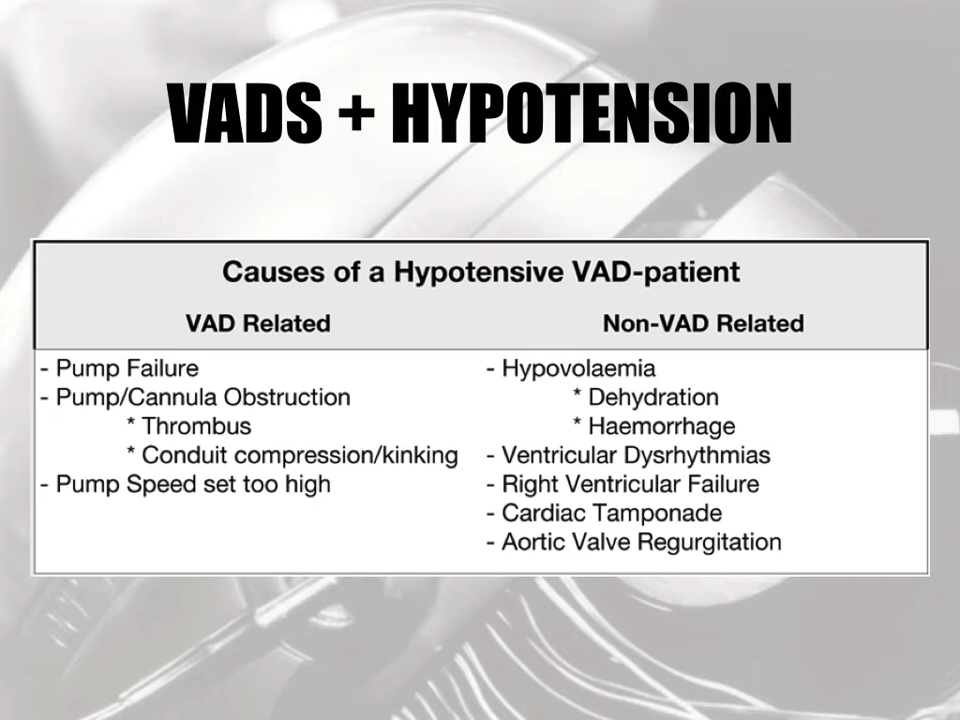 VADS + HYPOTENSION
Causes of a Hypotensive VAD-patient
VAD Related
- Pump Failure
- Pump/Cannula Obstruction
* Thrombus
* Conduit compression/kinking
- Pump Speed set too high
Non-VAD Related
- Hypovolaemia
* Dehydration
* Haemorrhage
- Ventricular Dysrhythmias
- Right Ventricular Failure
- Cardiac Tamponade
- Aortic Valve Regurgitation